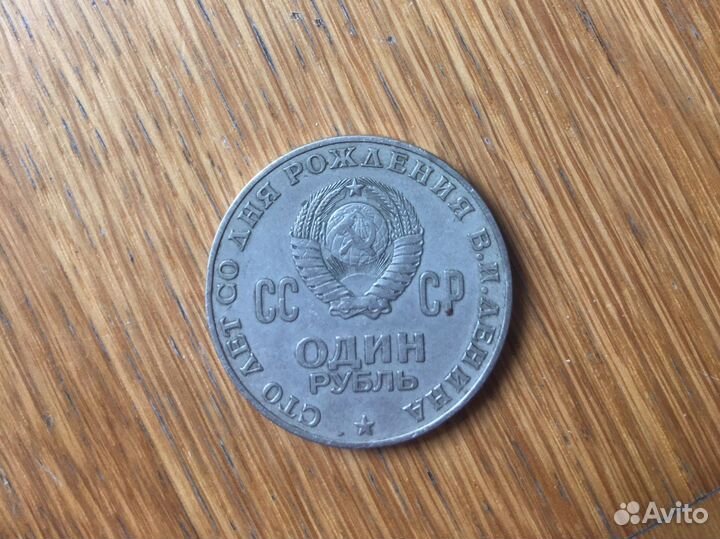 СТО ЛЕТ СО ДНЯ РОЖДЕНИЯ В.И.ЛЕНИНА
СС СР
ОДИН
РУБЛЬ
Avito